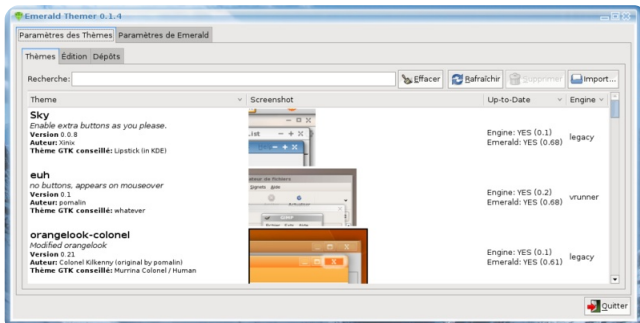 Emerald Themer 0.1.4
Paramètres des Thèmes Paramètres de Emerald
Thèmes Édition Dépôts
Recherche: Effacer Rafraîchir Supprimer Import...
Theme Screenshot Up-to-Date Engine
Sky
Enable extra buttons as you please.
Version 0.0.8
Auteur: Xinix
Thème GTK conseillé: Lipstick (in KDE)
Engine: YES (0.1)
Emerald: YES (0.68)
legacy
euh
no buttons, appears on mouseover
Version 0.1
Auteur: pomalin
Thème GTK conseillé: whatever
Engine: YES (0.2)
Emerald: YES (0.68)
vrunner
orangelook-colonel
Modified orangelook
Version 0.21
Auteur: Colonel Kilkenny (original by pomalin)
Thème GTK conseillé: Murrina Colonel / Human
Engine: YES (0.1)
Emerald: YES (0.61)
legacy
Quitter